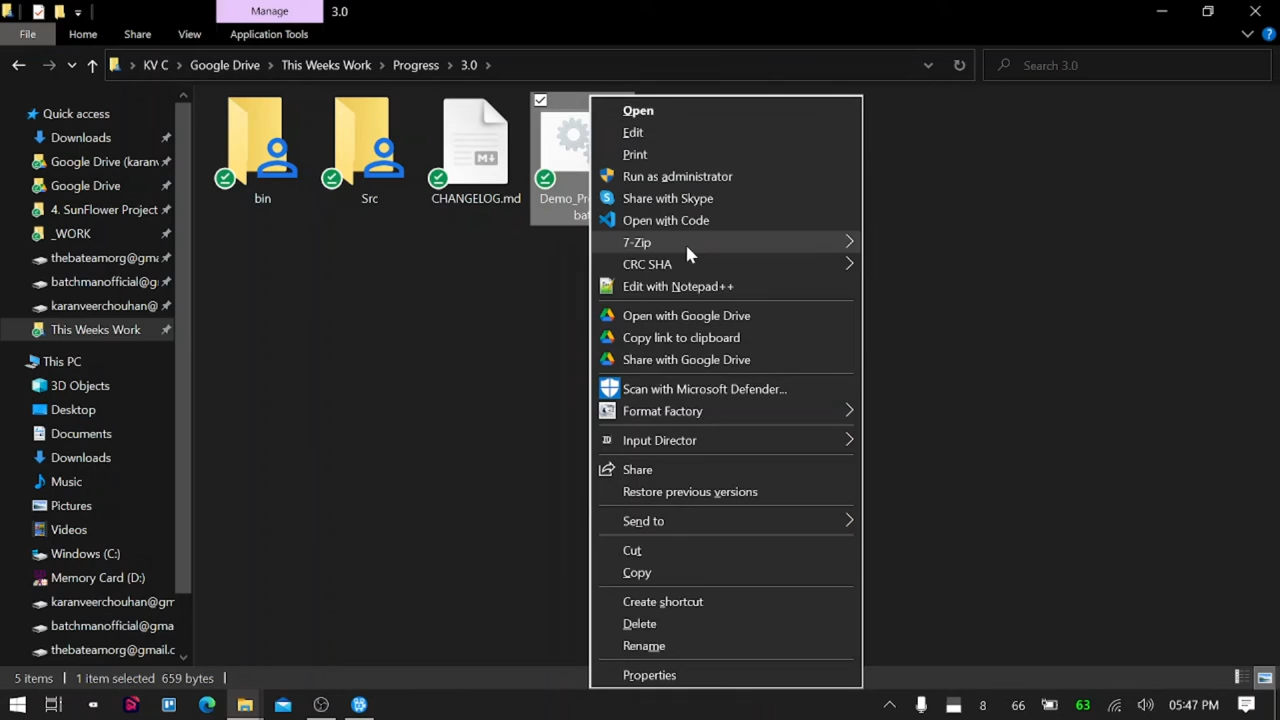 Manage
3.0
File
Home
Share
View
Application Tools
KV C
Google Drive
This Weeks Work
Progress
3.0
Search 3.0
Quick access
Downloads
Google Drive (karan
Google Drive
4. SunFlower Project
_WORK
thebateamorg@gma
batchmanofficial@gr
karanveerchouhan@
This Weeks Work
This PC
3D Objects
Desktop
Documents
Downloads
Music
Pictures
Videos
Windows (C:)
Memory Card (D:)
karanveerchouhan@gm
batchmanofficial@gma
thebateamorg@gmail.c
bin
Src
CHANGELOG.md
Demo_Pr
bat
Open
Edit
Print
Run as administrator
Share with Skype
Open with Code
7-Zip
CRC SHA
Edit with Notepad++
Open with Google Drive
Copy link to clipboard
Share with Google Drive
Scan with Microsoft Defender...
Format Factory
ID Input Director
Share
Restore previous versions
Send to
Cut
Copy
Create shortcut
Delete
Rename
Properties
5 items
1 item selected 659 bytes
8
66
63
05:47 PM